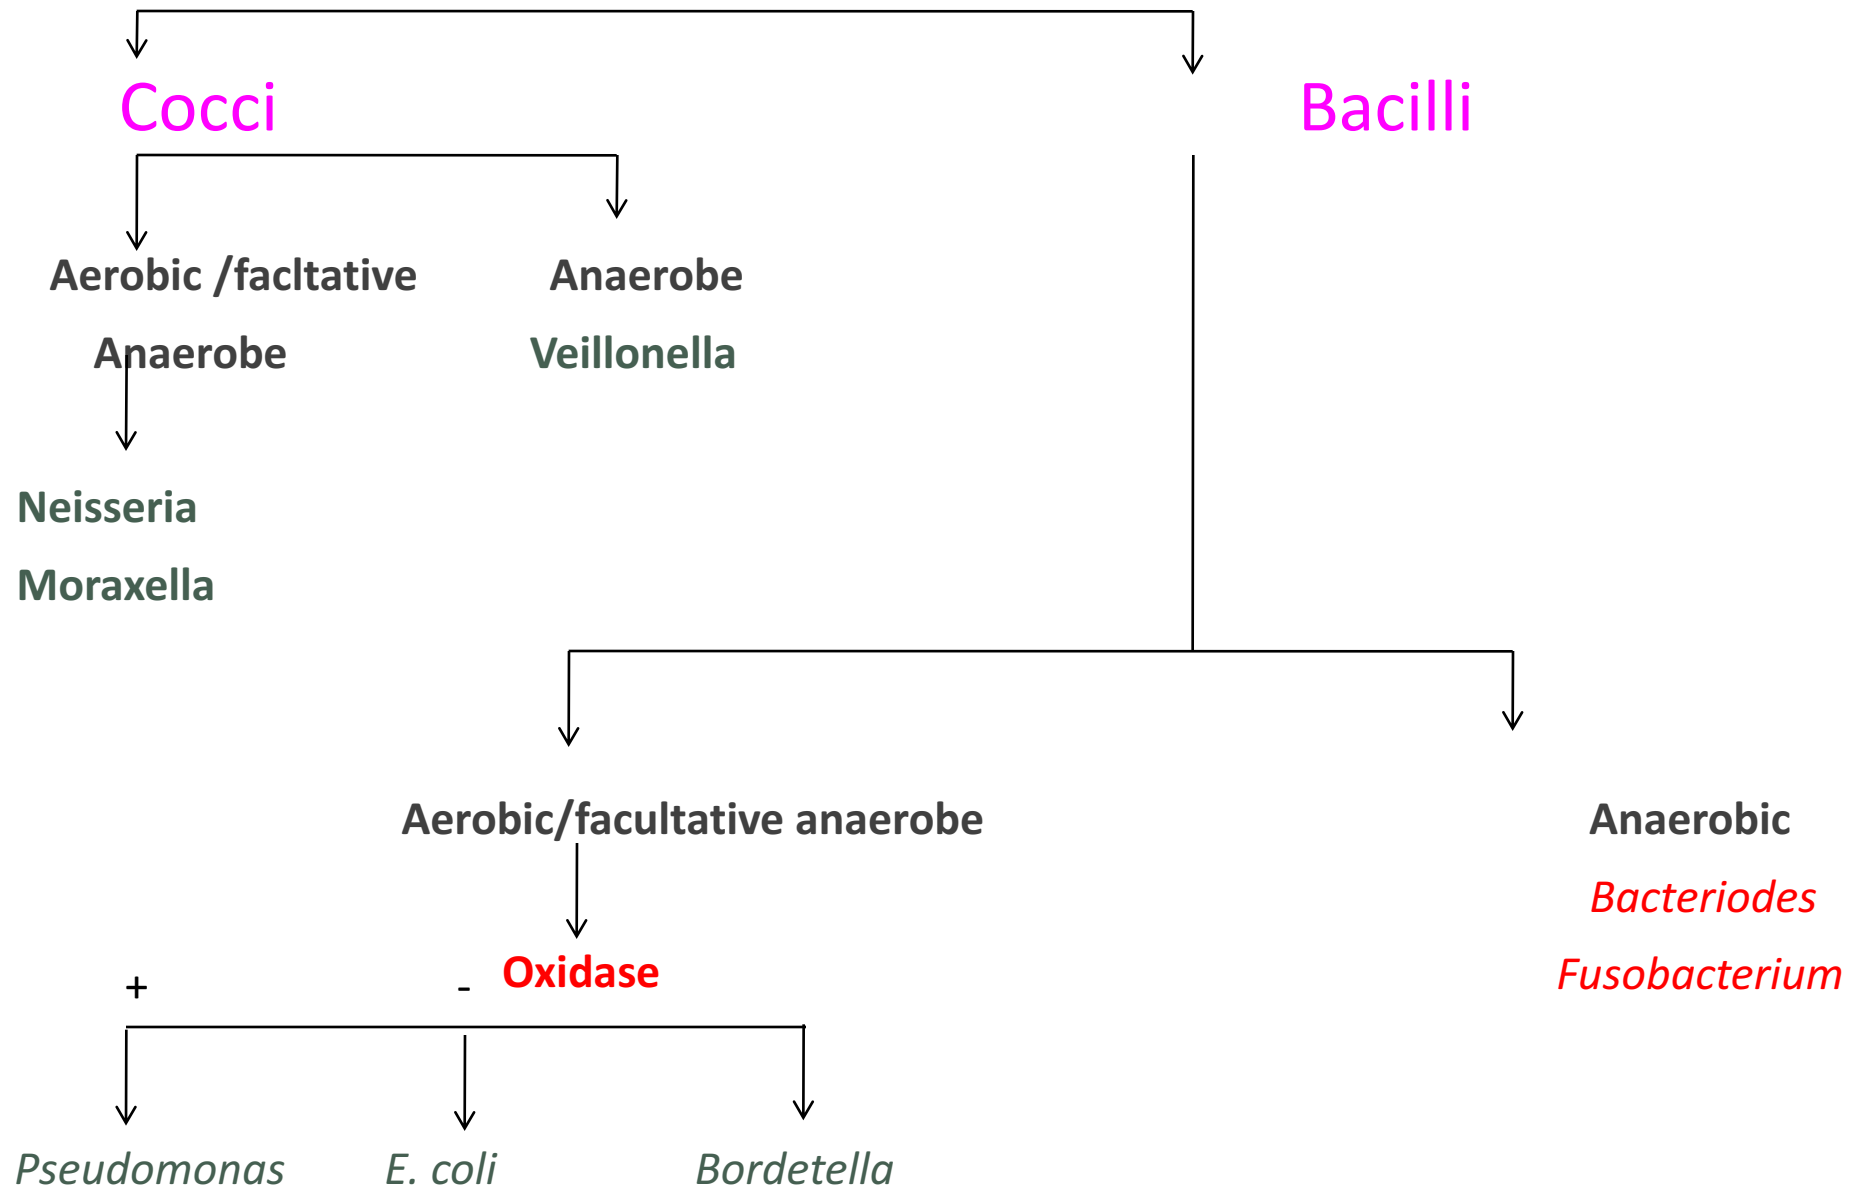 Cocci
Bacilli
Aerobic /facltative
Anaerobe
Anaerobe
Veillonella
Neisseria
Moraxella
Aerobic/facultative anaerobe
Anaerobic
Bacteriodes
Fusobacterium
+
-
Oxidase
Pseudomonas
E. coli
Bordetella